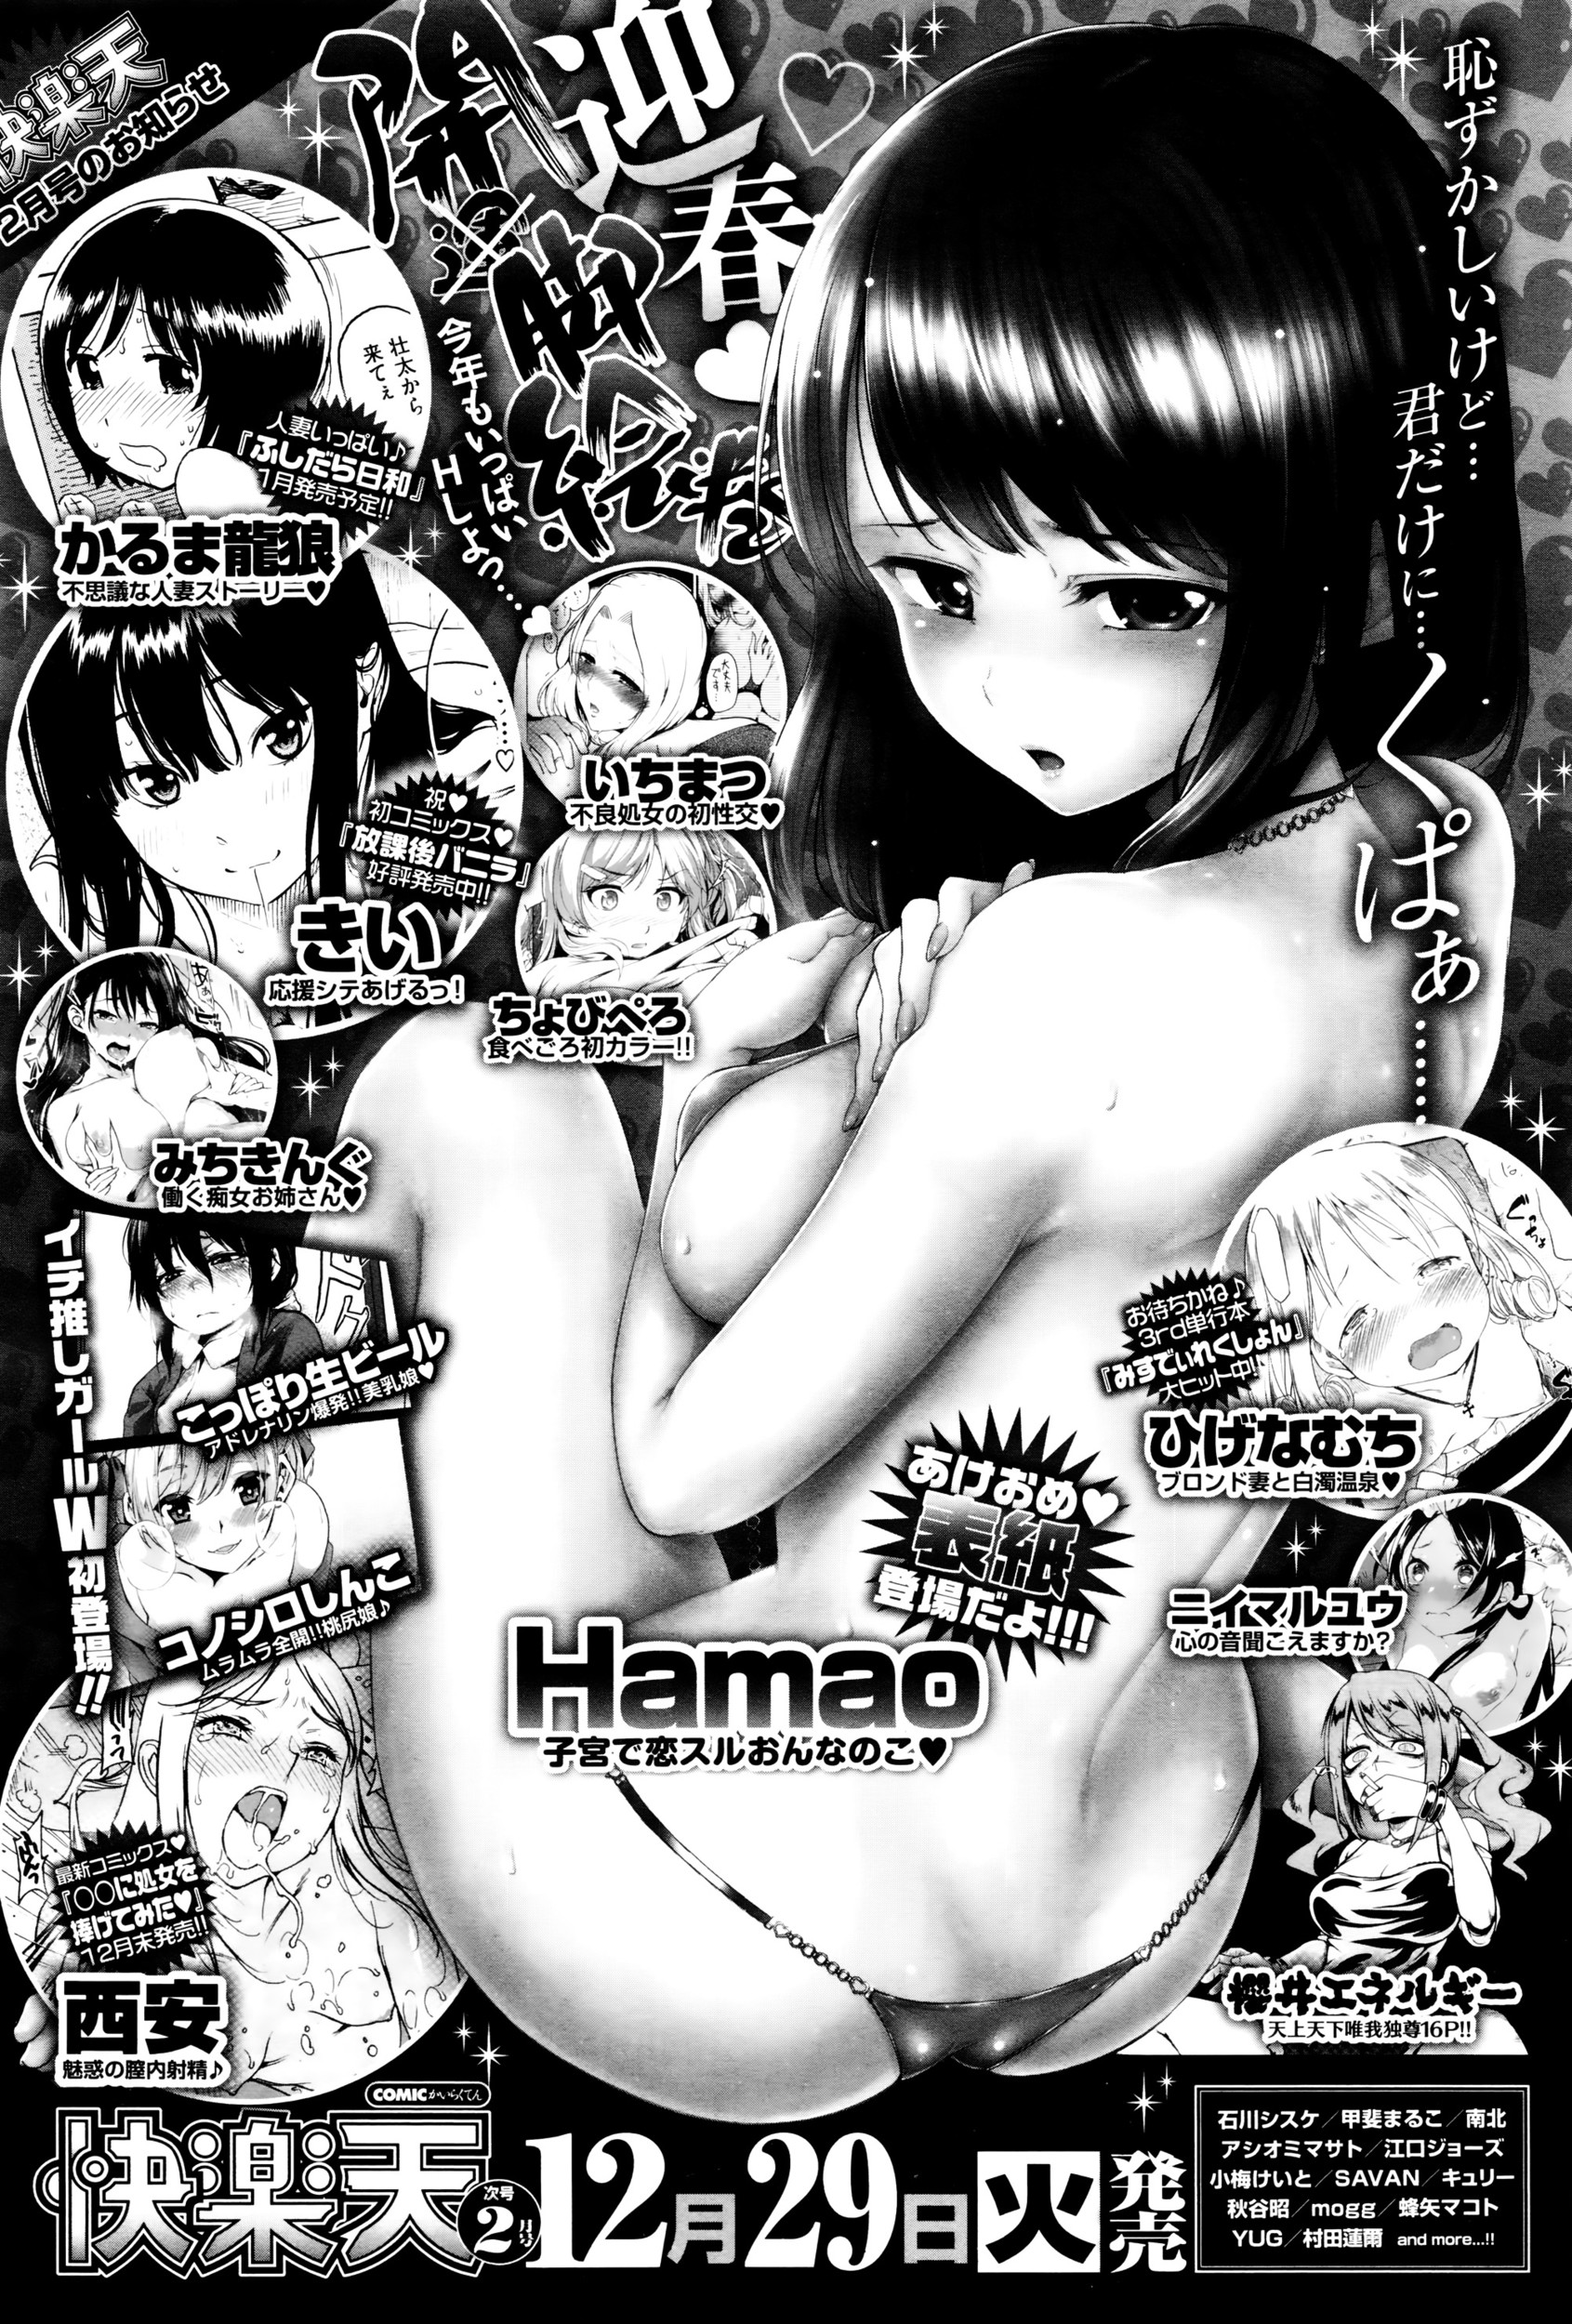 快楽天
2月号のお知らせ
迎春
開脚
今年もいっぱい
Hしよっ……♥
恥ずかしいけど…
君だけに…
くぱぁ………
壮太から
来てぇ
人妻いっぱい♪
『ふしだら日和』
1月発売予定!!
かるま龍狼
不思議な人妻ストーリー♥
祝♥
初コミックス♥
『放課後バニラ』
好評発売中!!
きい
応援シテあげるっ!
大丈夫
です…
いちまつ
不良処女の初性交♥
ちょびぺろ
食べごろ初カラー!!
みちきんぐ
働く痴女お姉さん♥
イチ推しガールW初登場!!
こっぽり生ビール
アドレナリン爆発!!美乳娘♥
コノシロしんこ
ムラムラ全開!!桃尻娘♪
最新コミックス♥
『○○に処女を
捧げてみた♥』
12月末発売!!
西安
魅惑の膣内射精♪
お待ちかね♪
3rd単行本
『みすでぃれくしょん』
大ヒット中!
ひげなむち
ブロンド妻と白濁温泉♥
ニイマルユウ
心の音聞こえますか?
櫻井エネルギー
天上天下唯我独尊16P!!
あけおめ♥
表紙
登場だよ!!!
Hamao
子宮で恋スルおんなのこ♥
COMICかいらくてん
快楽天
次号
2月号
12月29日火発売
石川シスケ/甲斐まるこ/南北
アシオミマサト/江口ジョーズ
小梅けいと/SAVAN/キュリー
秋谷昭/mogg/蜂矢マコト
YUG/村田蓮爾 and more...!!